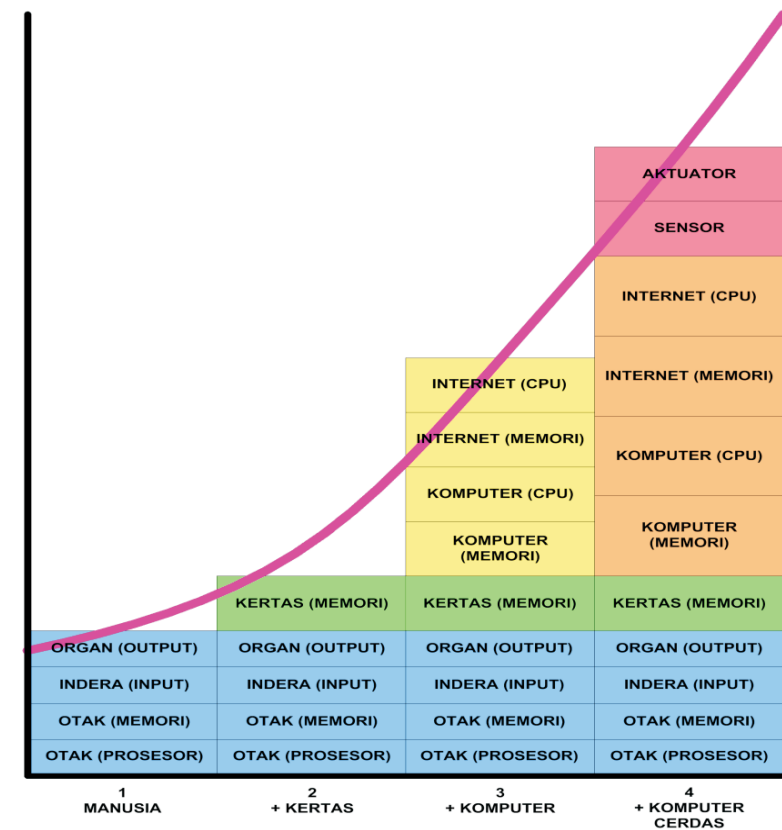 AKTUATOR
SENSOR
INTERNET (CPU)
INTERNET (MEMORI)
KOMPUTER (CPU)
KOMPUTER
(MEMORI)
INTERNET (CPU)
INTERNET (MEMORI)
KOMPUTER (CPU)
KOMPUTER
(MEMORI)
KERTAS (MEMORI) KERTAS (MEMORI) KERTAS (MEMORI)
ORGAN (OUTPUT) ORGAN (OUTPUT) ORGAN (OUTPUT) ORGAN (OUTPUT)
INDERA (INPUT) INDERA (INPUT) INDERA (INPUT) INDERA (INPUT)
OTAK (MEMORI) OTAK (MEMORI) OTAK (MEMORI) OTAK (MEMORI)
OTAK (PROSESOR) OTAK (PROSESOR) OTAK (PROSESOR) OTAK (PROSESOR)
1
MANUSIA
2
+ KERTAS
3
+ KOMPUTER
4
+ KOMPUTER
CERDAS